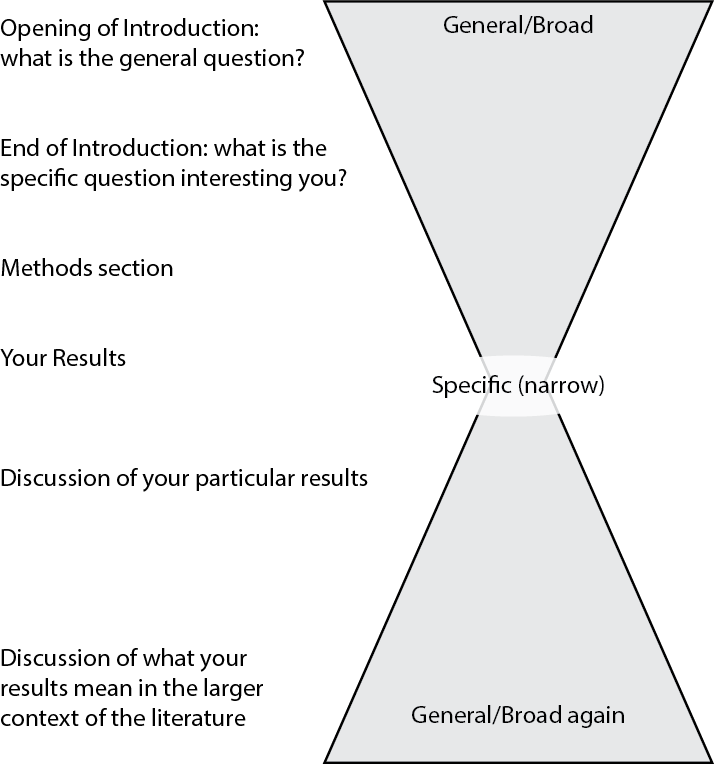 Opening of Introduction:
what is the general question?
General/Broad
End of Introduction: what is the
specific question interesting you?
Methods section
Your Results
Specific (narrow)
Discussion of your particular results
Discussion of what your
results mean in the larger
context of the literature
General/Broad again